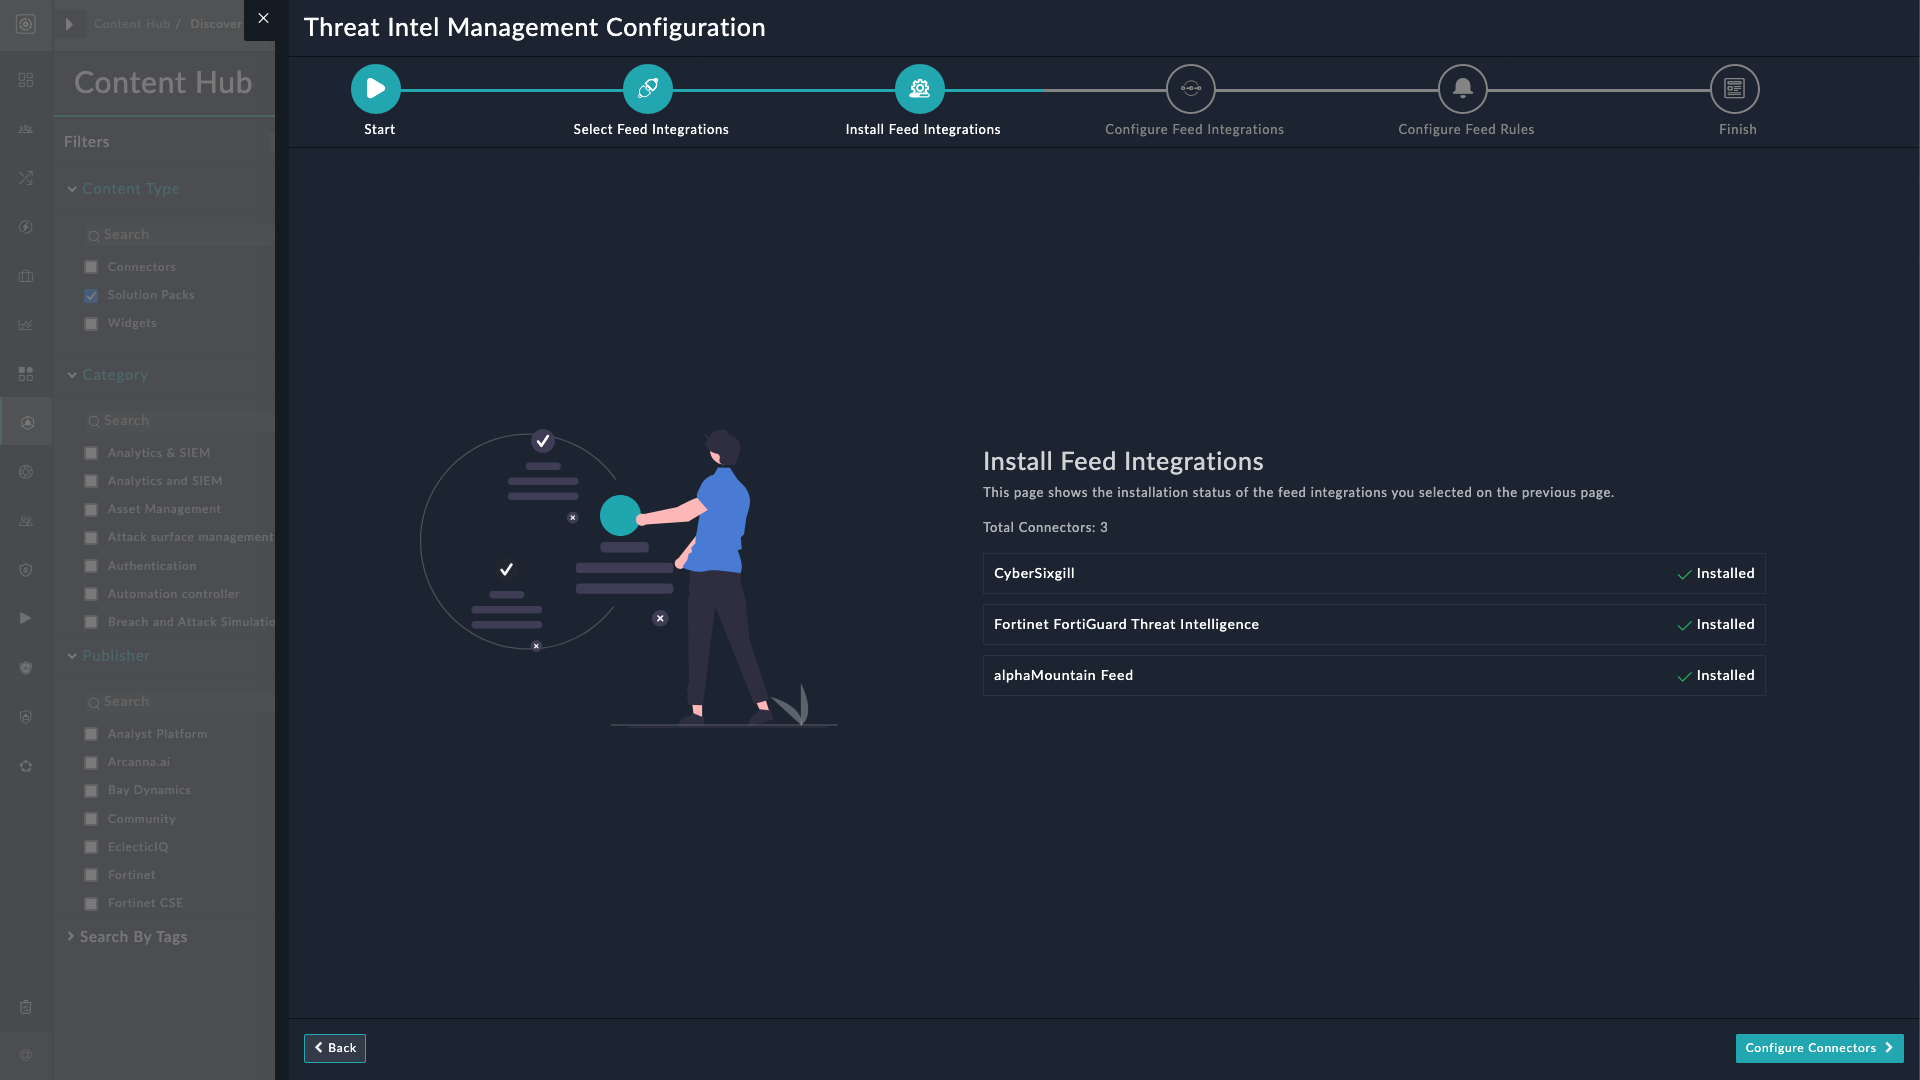 Content Hub / Discover
Threat Intel Management Configuration
Content Hub
Start
Select Feed Integrations
Install Feed Integrations
Configure Feed Integrations
Configure Feed Rules
Finish
Filters
Content Type
Search
Connectors
Solution Packs
Widgets
Category
Search
Analytics & SIEM
Analytics and SIEM
Asset Management
Attack surface management
Authentication
Automation controller
Breach and Attack Simulatio
Publisher
Search
Analyst Platform
Arcanna.ai
Bay Dynamics
Community
EclecticIQ
Fortinet
Fortinet CSE
Search By Tags
Install Feed Integrations
This page shows the installation status of the feed integrations you selected on the previous page.
Total Connectors: 3
CyberSixgill Installed
Fortinet FortiGuard Threat Intelligence Installed
alphaMountain Feed Installed
Back
Configure Connectors